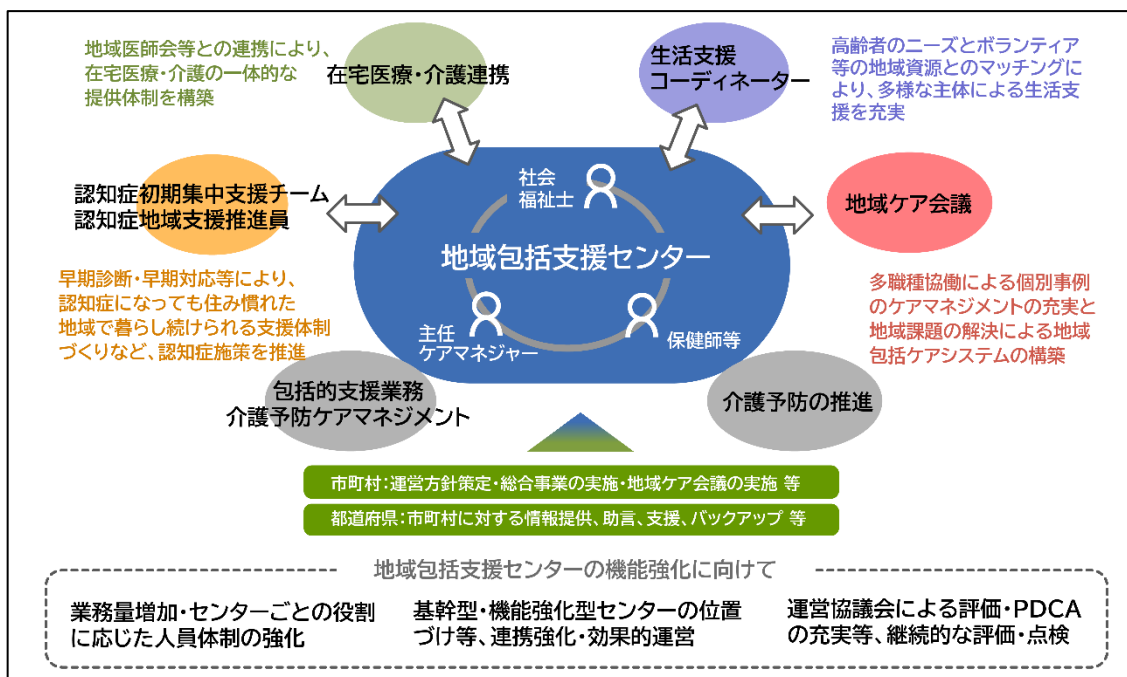 地域医師会等との連携により、
在宅医療・介護の一体的な
提供体制を構築
在宅医療・介護連携
生活支援
コーディネーター
高齢者のニーズとボランティア
等の地域資源とのマッチングに
より、多様な主体による生活支
援を充実
認知症初期集中支援チーム
認知症地域支援推進員
社会
福祉士
地域ケア会議
地域包括支援センター
早期診断・早期対応等により、
認知症になっても住み慣れた
地域で暮らし続けられる支援体制
づくりなど、認知症施策を推進
主任
ケアマネジャー
保健師等
多職種協働による個別事例
のケアマネジメントの充実と
地域課題の解決による地域
包括ケアシステムの構築
包括的支援業務
介護予防ケアマネジメント
介護予防の推進
市町村：運営方針策定・総合事業の実施・地域ケア会議の実施 等
都道府県：市町村に対する情報提供、助言、支援、バックアップ 等
地域包括支援センターの機能強化に向けて
業務量増加・センターごとの役割
に応じた人員体制の強化
基幹型・機能強化型センターの位置
づけ等、連携強化・効果的運営
運営協議会による評価・PDCA
の充実等、継続的な評価・点検